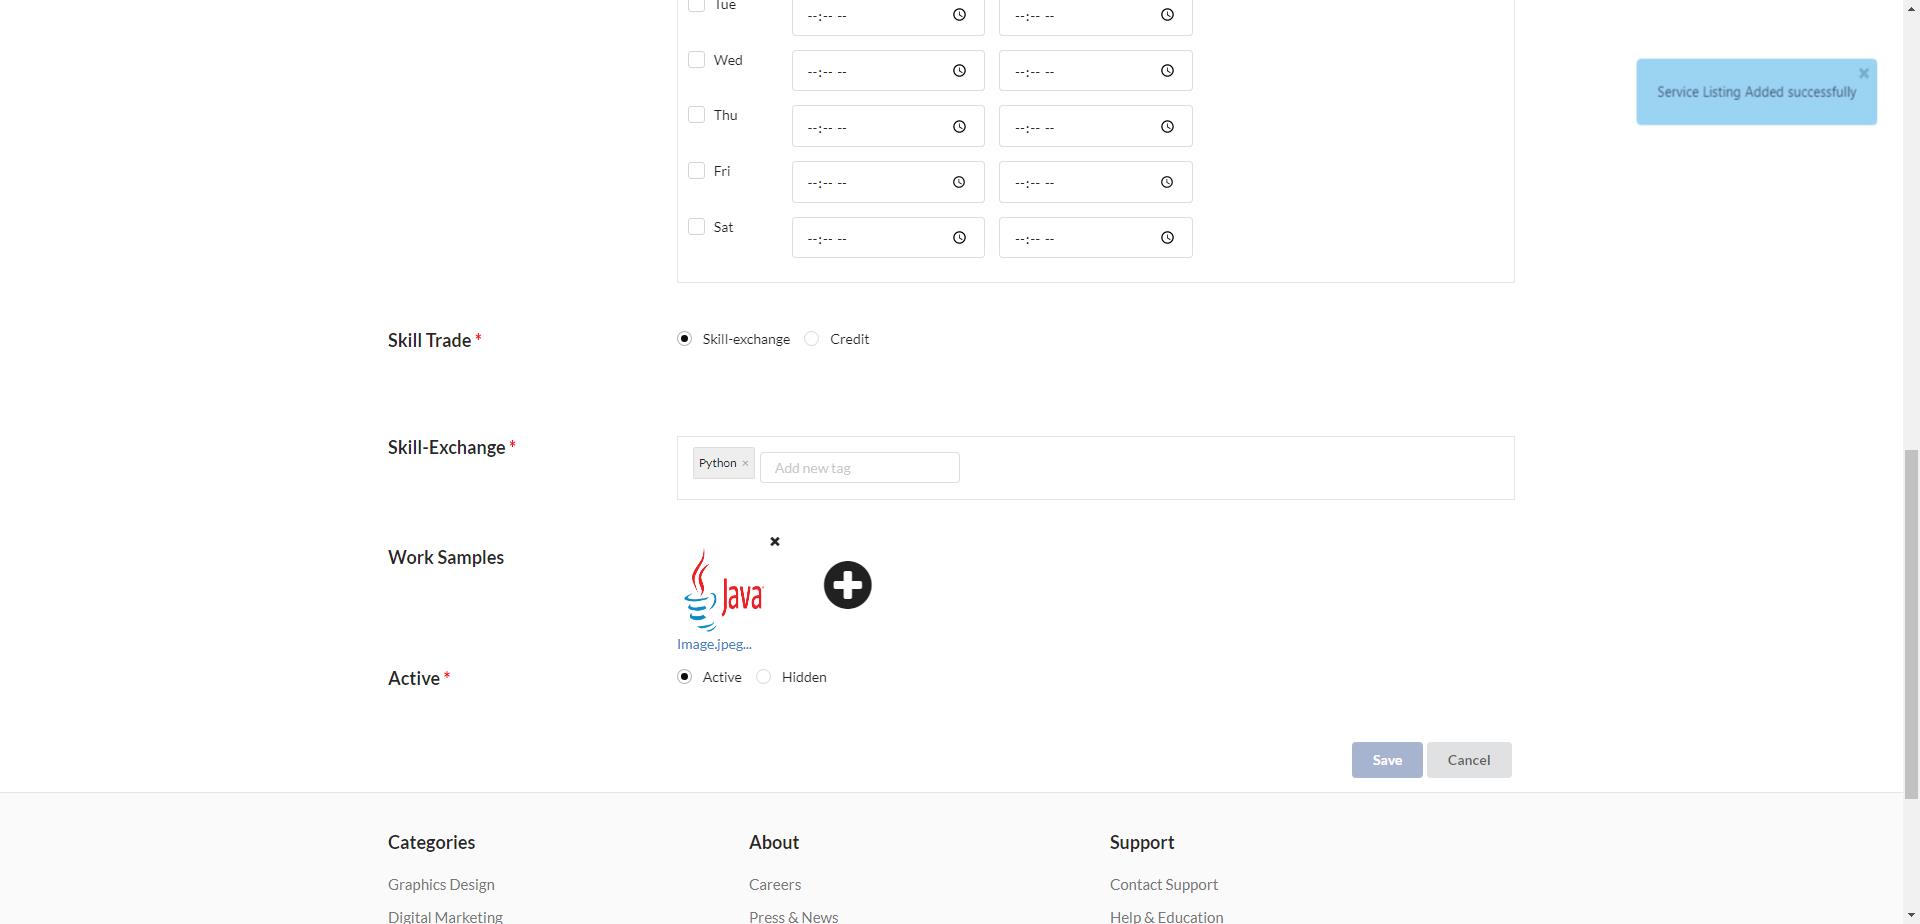 Tue --:-- -- --:-- --
Wed --:-- -- --:-- --
Service Listing Added successfully
Thu --:-- -- --:-- --
Fri --:-- -- --:-- --
Sat --:-- -- --:-- --
Skill Trade * Skill-exchange Credit
Skill-Exchange * Python × Add new tag
Work Samples
Java
Image.jpeg...
Active * Active Hidden
Save Cancel
Categories About Support
Graphics Design Careers Contact Support
Digital Marketing Press & News Help & Education